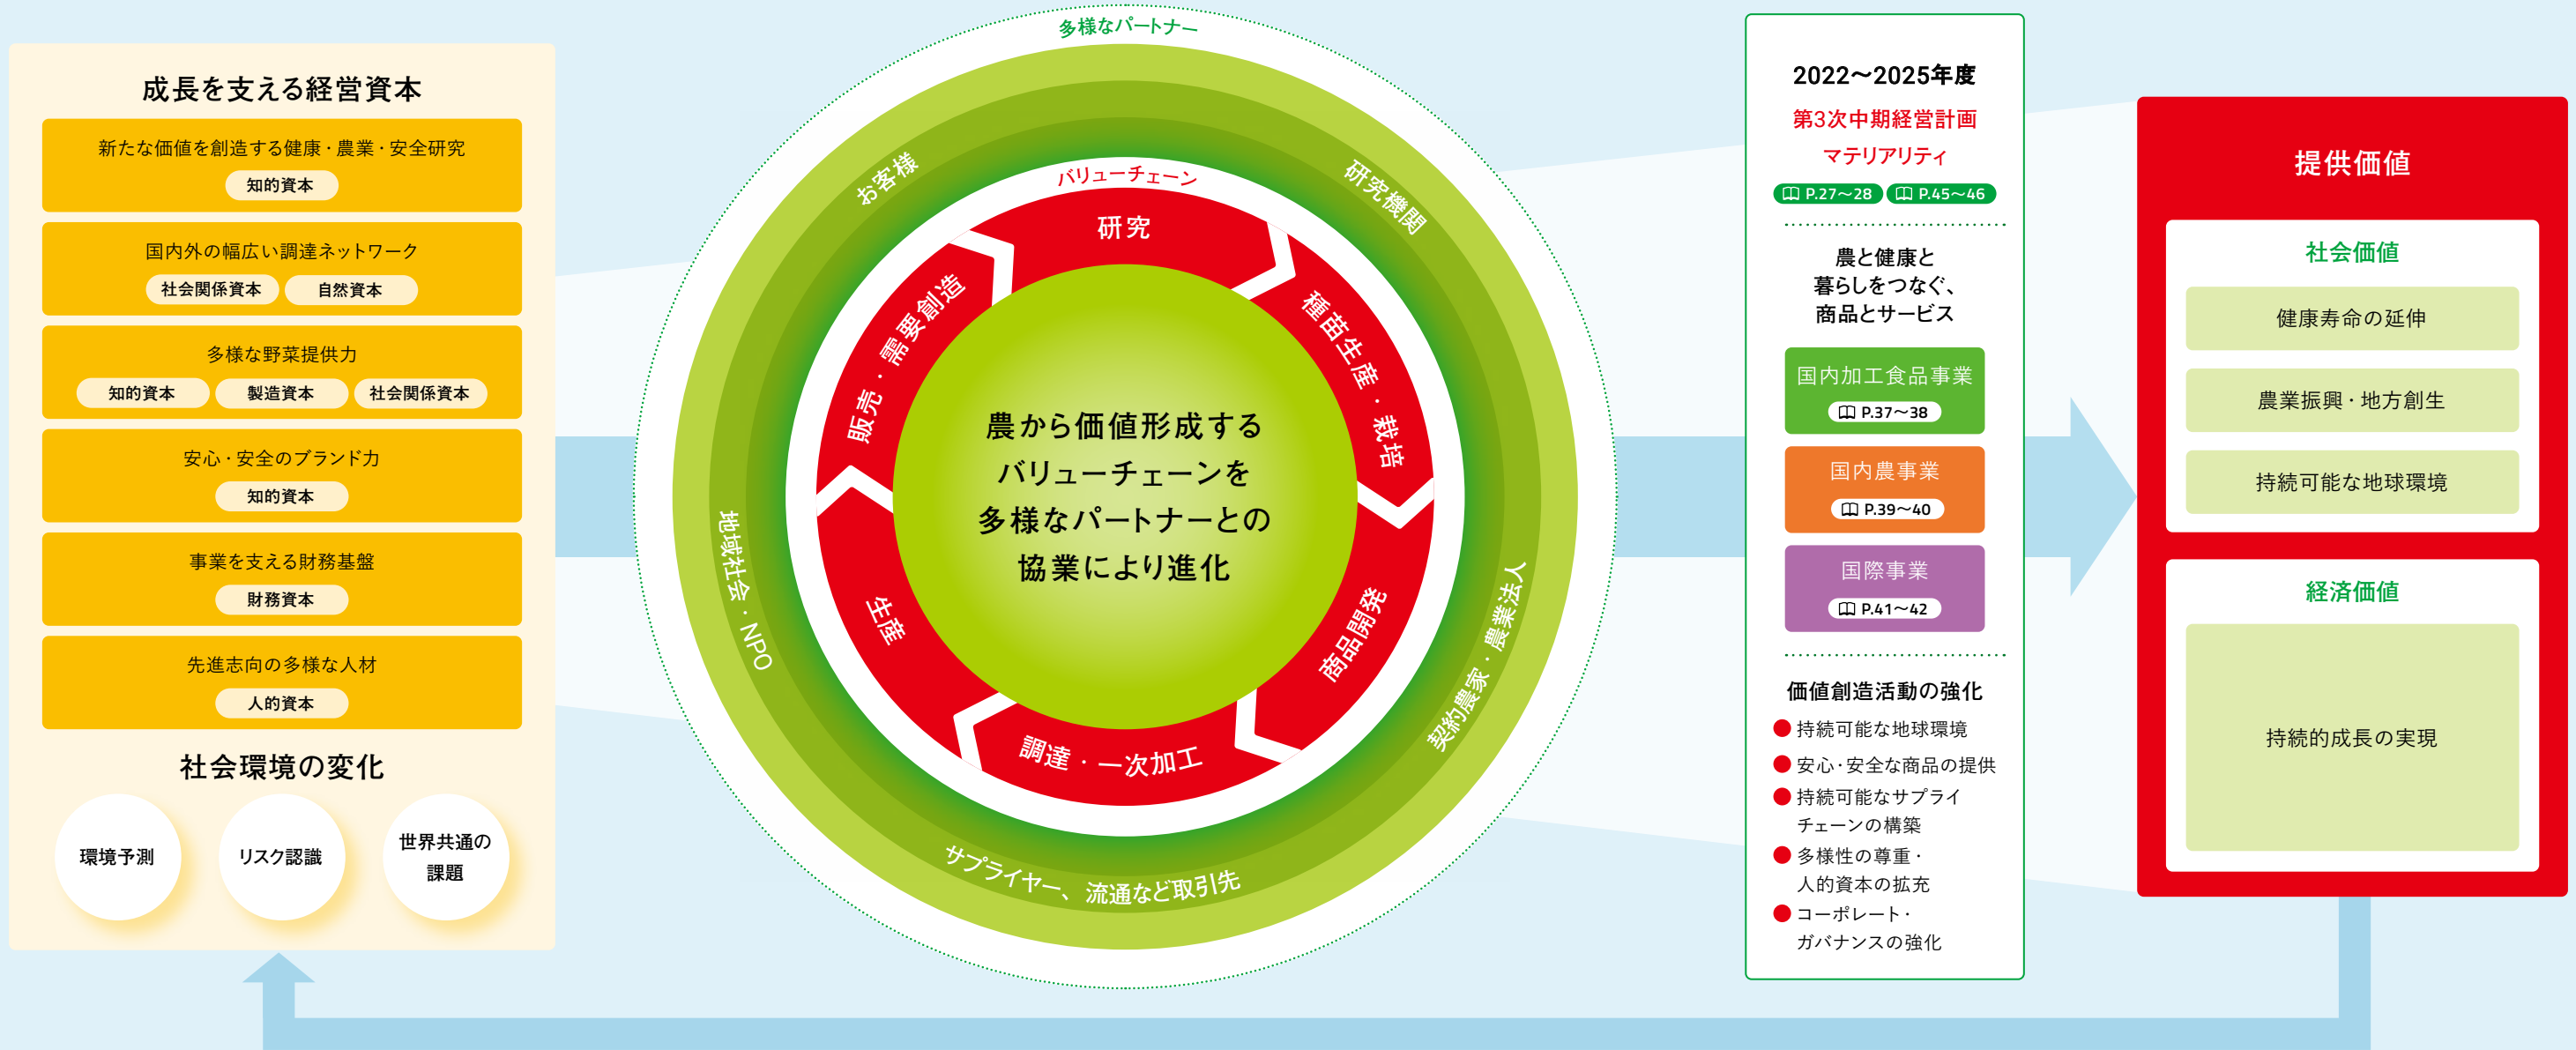 成長を支える経営資本
新たな価値を創造する健康・農業・安全研究
知的資本
国内外の幅広い調達ネットワーク
社会関係資本 自然資本
多様な野菜提供力
知的資本 製造資本 社会関係資本
安心・安全のブランド力
知的資本
事業を支える財務基盤
財務資本
先進志向の多様な人材
人的資本
社会環境の変化
環境予測
リスク認識
世界共通の
課題
多様なパートナー
お客様
研究機関
契約農家・農業法人
サプライヤー、流通など取引先
地域社会・NPO
バリューチェーン
研究
種苗生産・栽培
商品開発
調達・一次加工
生産
販売・需要創造
農から価値形成する
バリューチェーンを
多様なパートナーとの
協業により進化
2022～2025年度
第3次中期経営計画
マテリアリティ
P.27～28 P.45～46
農と健康と
暮らしをつなぐ、
商品とサービス
国内加工食品事業
P.37～38
国内農事業
P.39～40
国際事業
P.41～42
価値創造活動の強化
持続可能な地球環境
安心・安全な商品の提供
持続可能なサプライ
チェーンの構築
多様性の尊重・
人的資本の拡充
コーポレート・
ガバナンスの強化
提供価値
社会価値
健康寿命の延伸
農業振興・地方創生
持続可能な地球環境
経済価値
持続的成長の実現